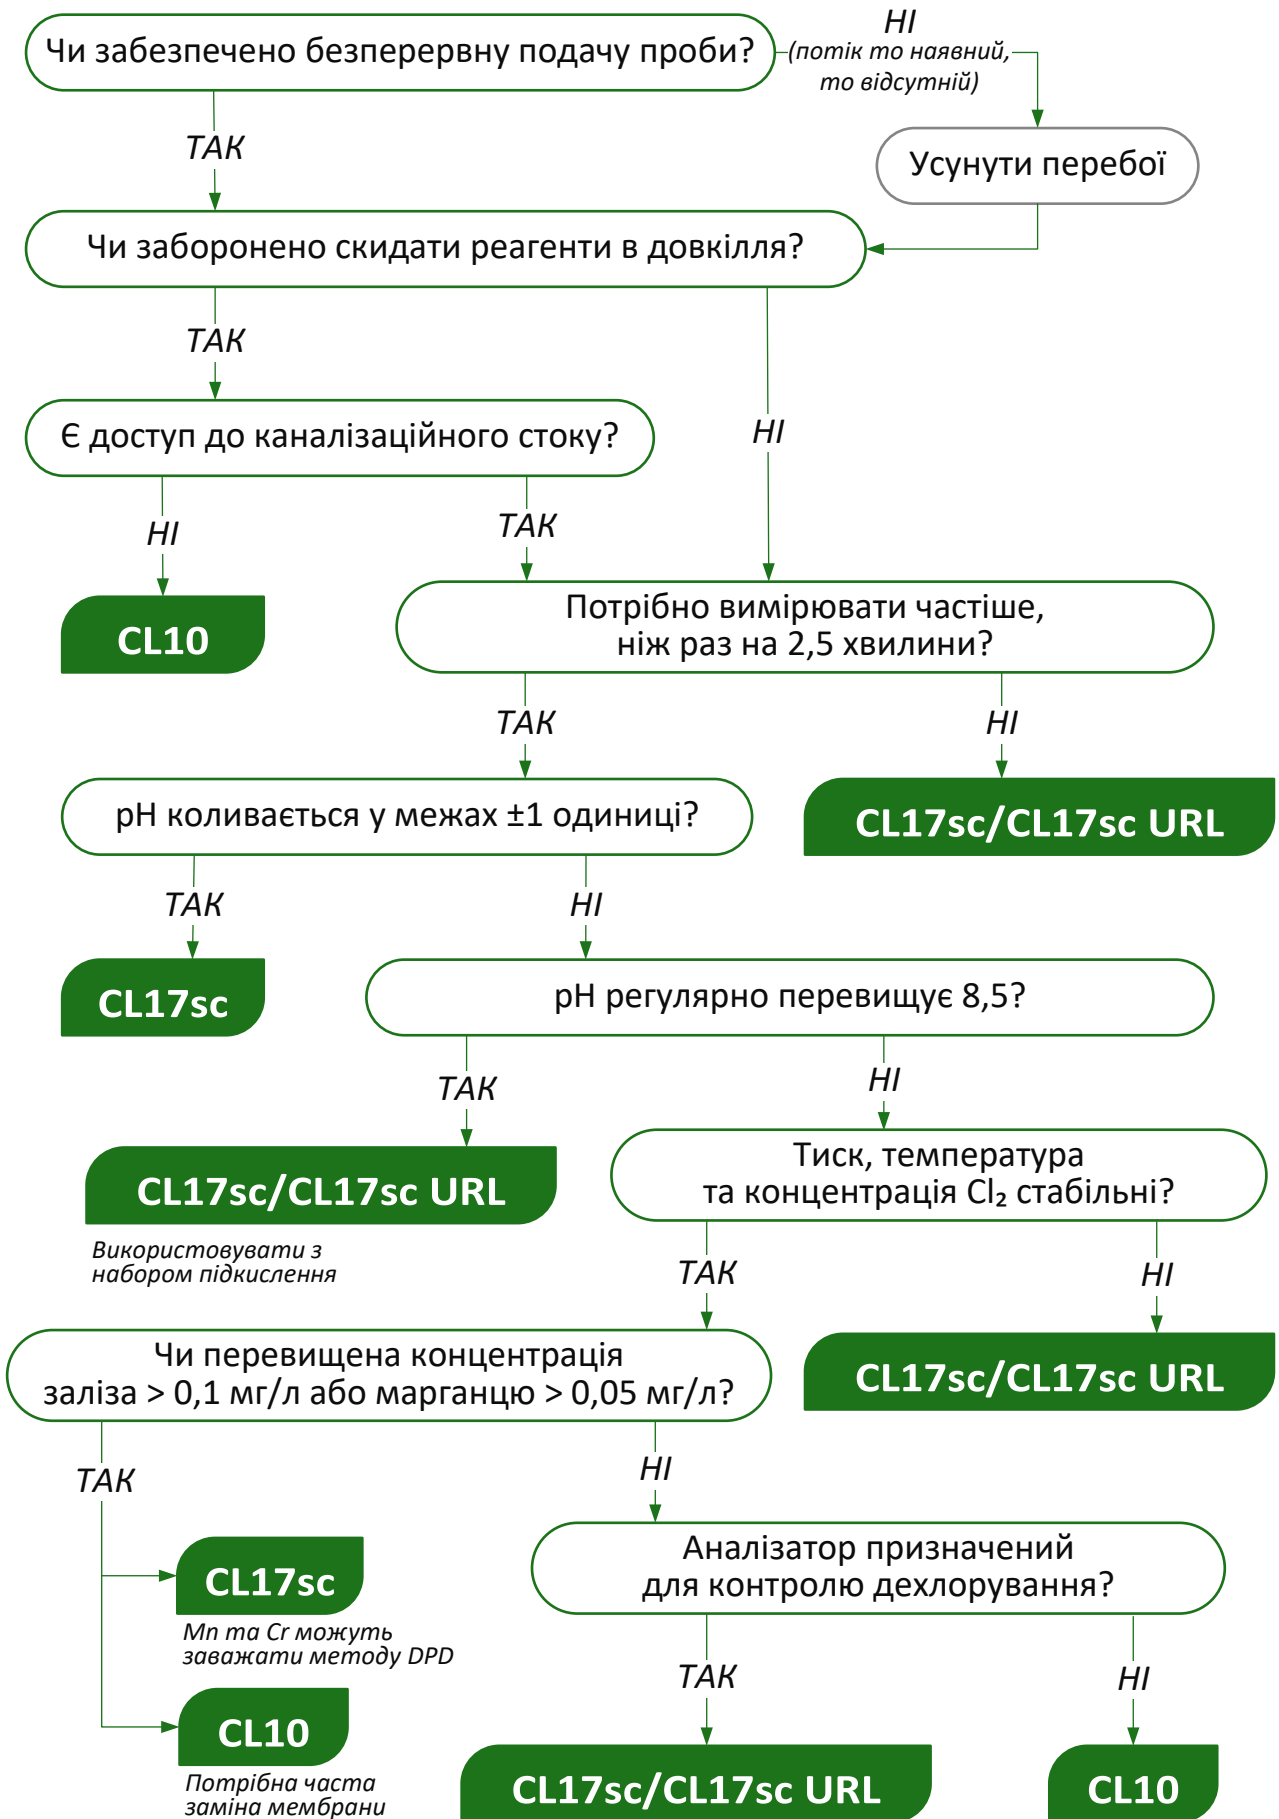 Чи забезпечено безперервну подачу проби?
НІ
(потік то наявний,
то відсутній)
ТАК
Усунути перебої
Чи заборонено скидати реагенти в довкілля?
ТАК
НІ
Є доступ до каналізаційного стоку?
НІ
ТАК
CL10
Потрібно вимірювати частіше,
ніж раз на 2,5 хвилини?
ТАК
НІ
pH коливається у межах ±1 одиниці?
CL17sc/CL17sc URL
ТАК
НІ
CL17sc
pH регулярно перевищує 8,5?
ТАК
НІ
CL17sc/CL17sc URL
Використовувати з
набором підкислення
Тиск, температура
та концентрація Cl₂ стабільні?
ТАК
НІ
Чи перевищена концентрація
заліза > 0,1 мг/л або марганцю > 0,05 мг/л?
CL17sc/CL17sc URL
ТАК
НІ
CL17sc
Mn та Cr можуть
заважати методу DPD
Аналізатор призначений
для контролю дехлорування?
ТАК
НІ
CL10
Потрібна часта
заміна мембрани
CL17sc/CL17sc URL
CL10